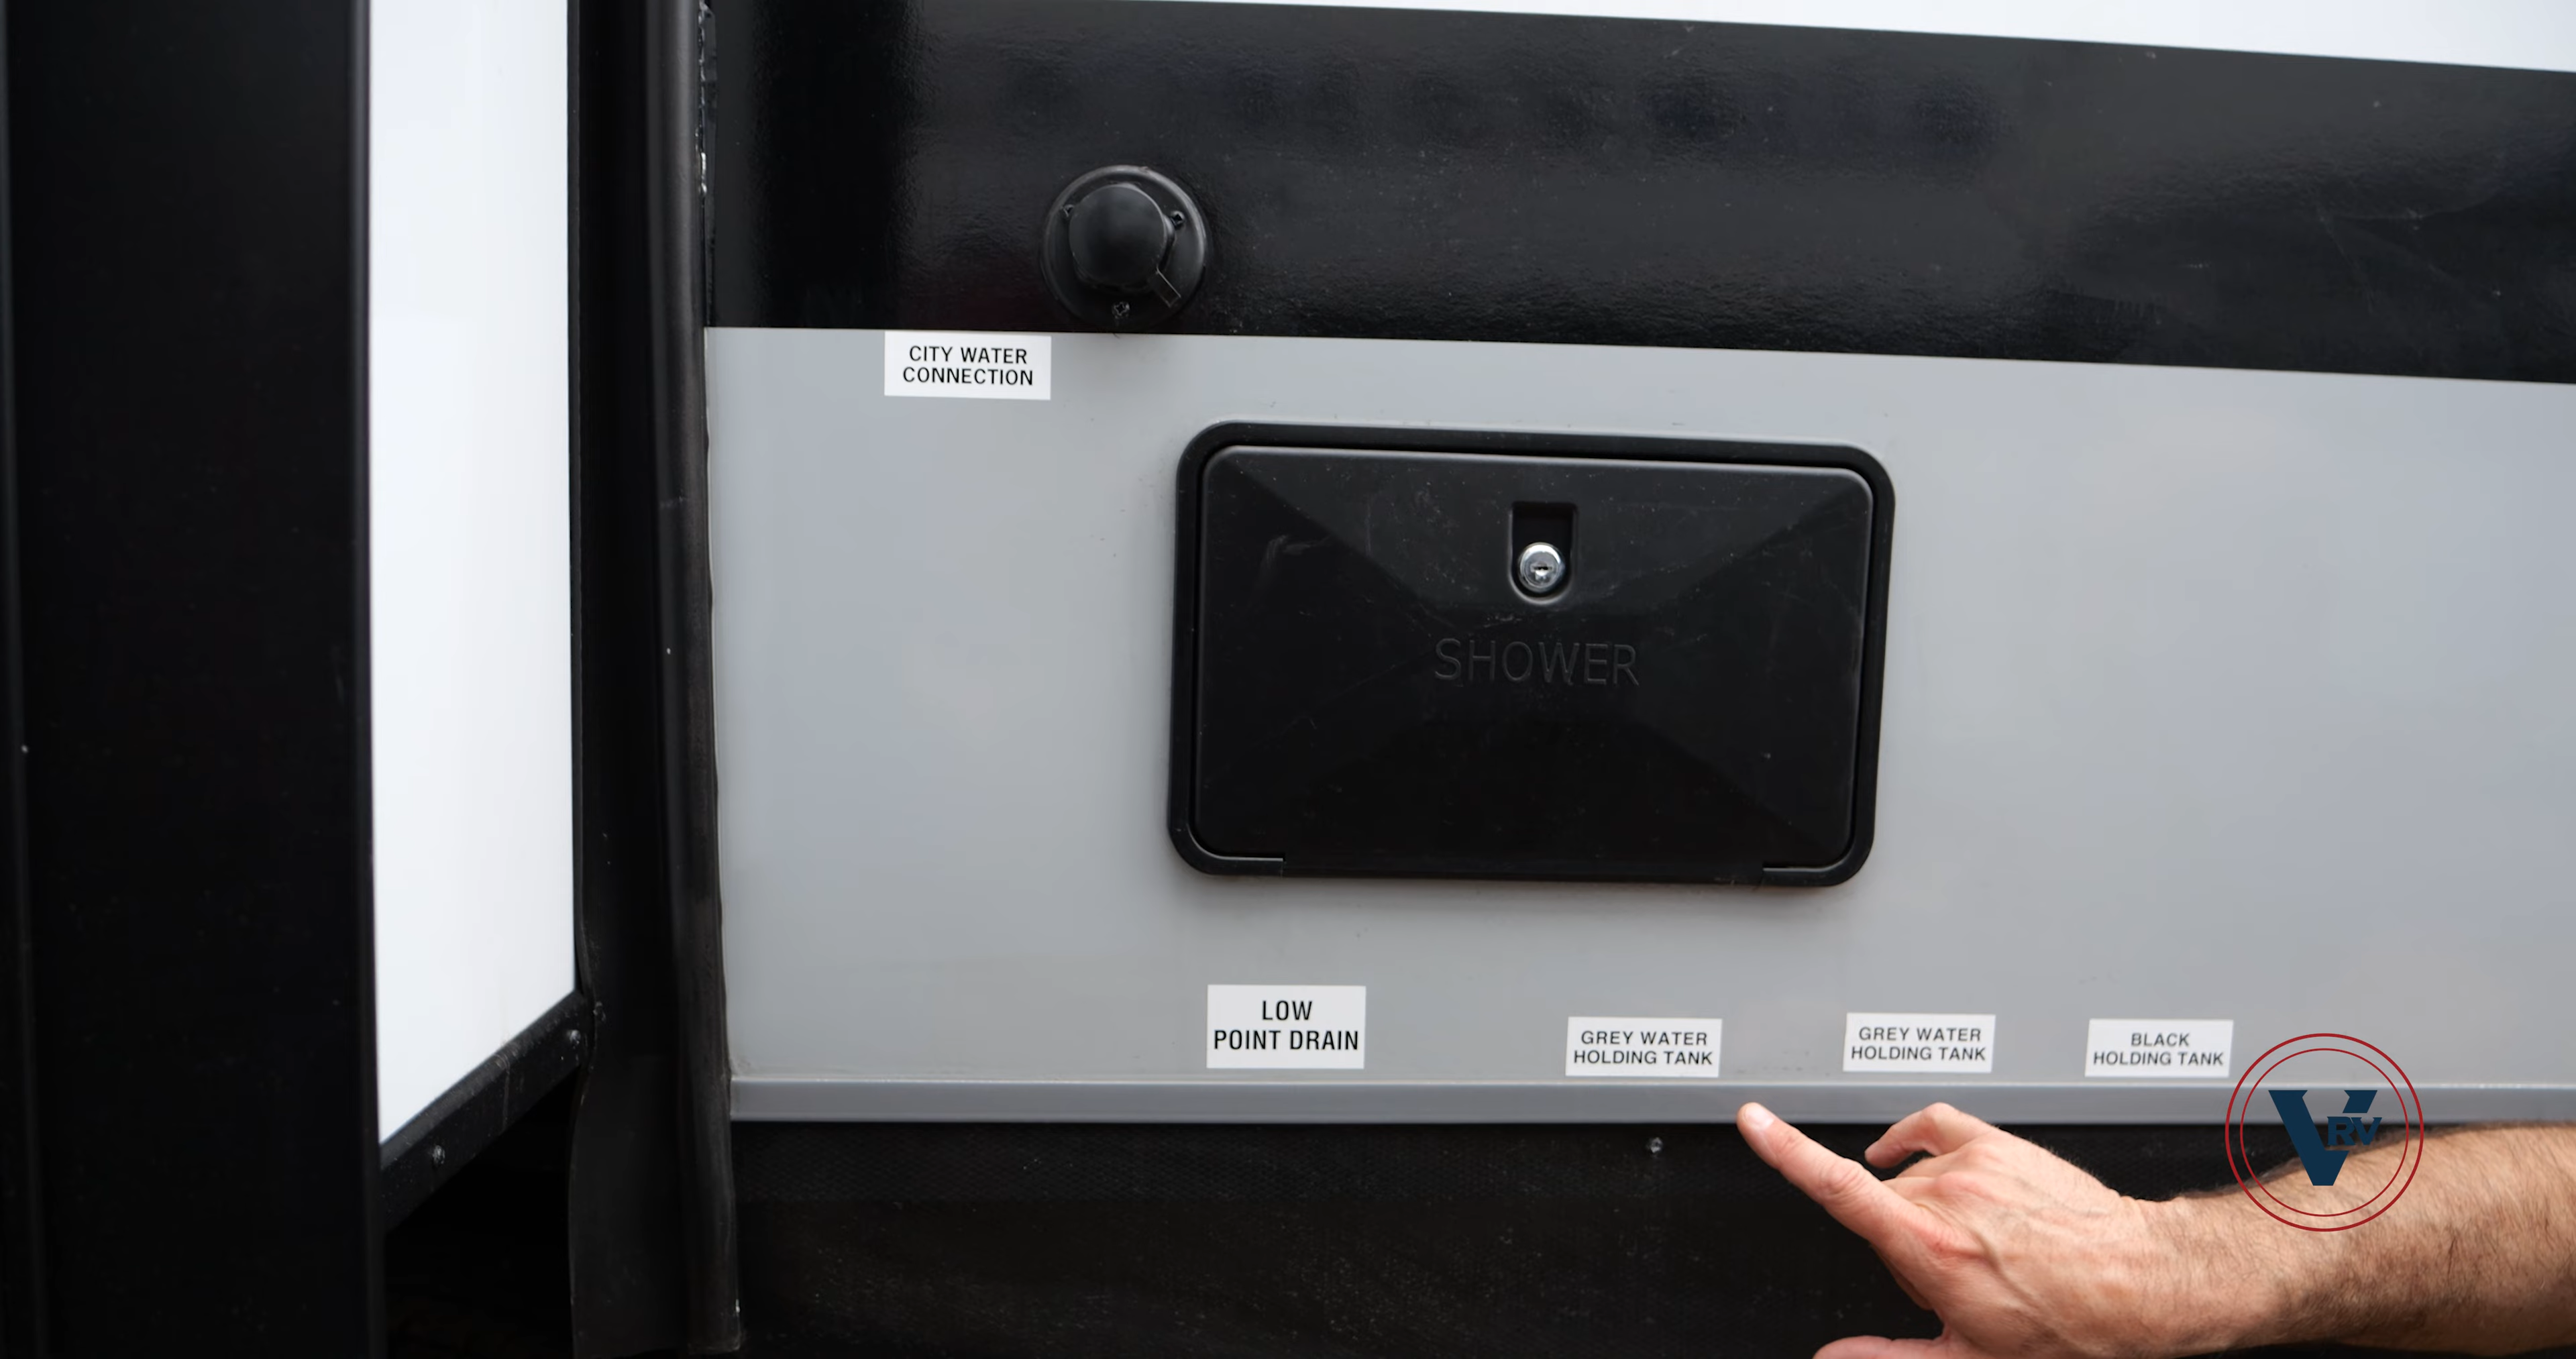 CITY WATER
CONNECTION
SHOWER
LOW
POINT DRAIN
GREY WATER
HOLDING TANK
GREY WATER
HOLDING TANK
BLACK
HOLDING TANK
VRV